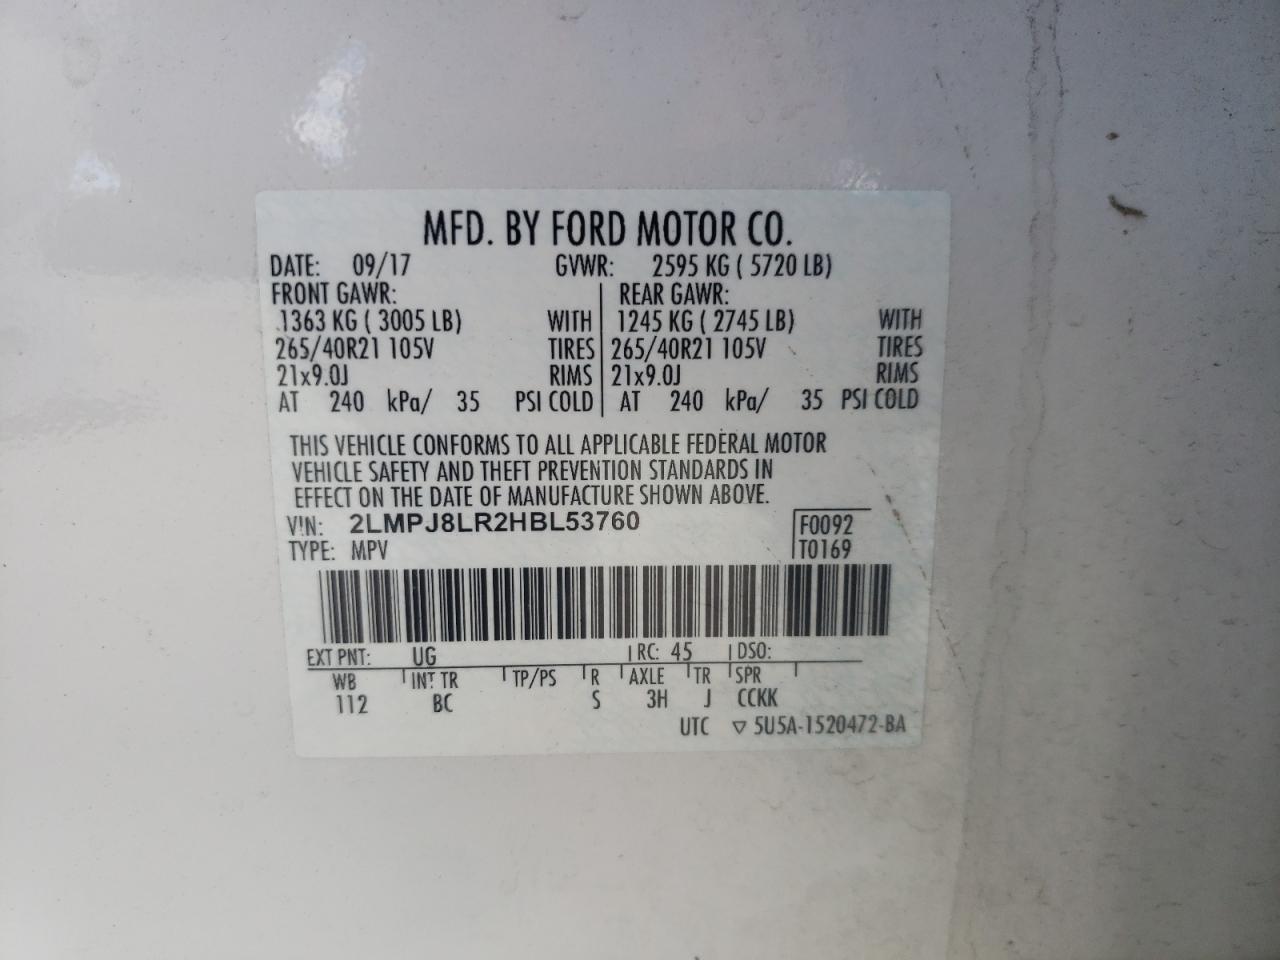 MFD. BY FORD MOTOR CO.
DATE: 09/17 GVWR: 2595 KG ( 5720 LB)
FRONT GAWR: REAR GAWR:
1363 KG ( 3005 LB) WITH 1245 KG ( 2745 LB) WITH
265/40R21 105V TIRES 265/40R21 105V TIRES
21x9.0J RIMS 21x9.0J RIMS
AT 240 kPa/ 35 PSI COLD AT 240 kPa/ 35 PSI COLD
THIS VEHICLE CONFORMS TO ALL APPLICABLE FEDERAL MOTOR
VEHICLE SAFETY AND THEFT PREVENTION STANDARDS IN
EFFECT ON THE DATE OF MANUFACTURE SHOWN ABOVE.
VIN: 2LMPJ8LR2HBL53760 F0092
TYPE: MPV T0169
EXT PNT: UG RC: 45 DSO:
WB INT TR TP/PS R AXLE TR SPR
112 BC S 3H J CCKK
UTC ▽ 5U5A-1520472-BA